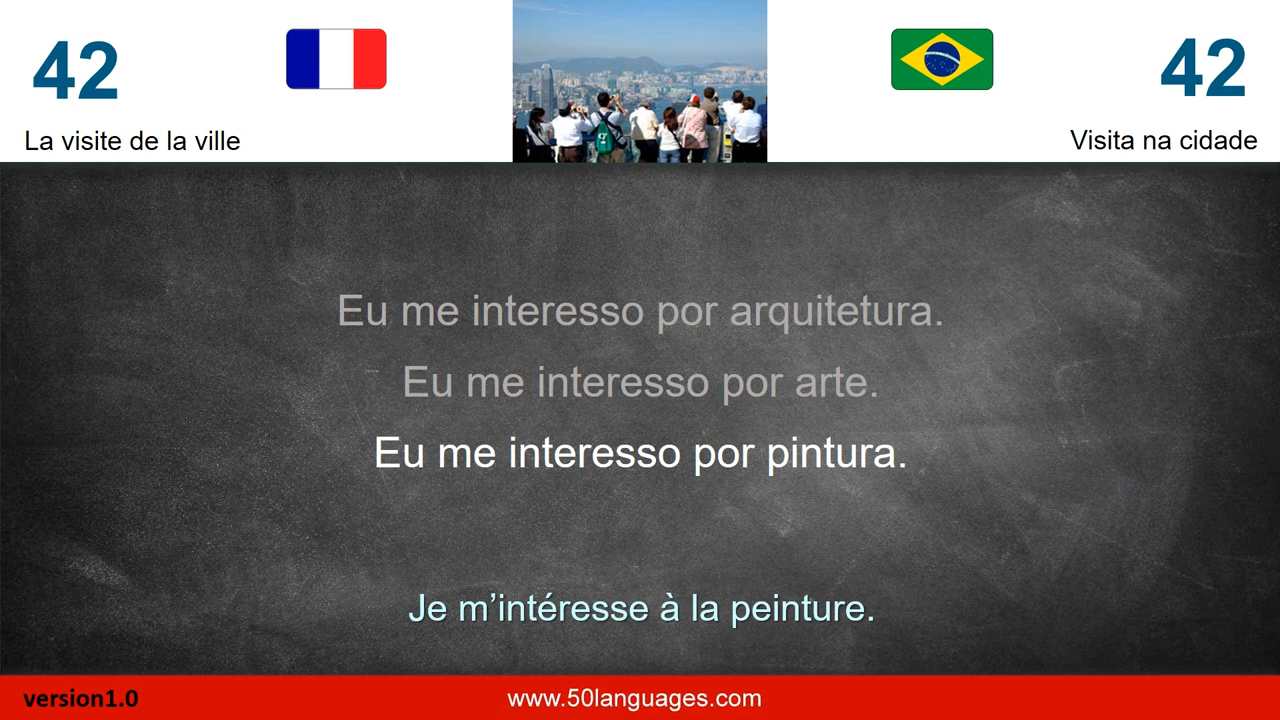 42
La visite de la ville
42
Visita na cidade
Eu me interesso por arquitetura.
Eu me interesso por arte.
Eu me interesso por pintura.
Je m’intéresse à la peinture.
version1.0
www.50languages.com